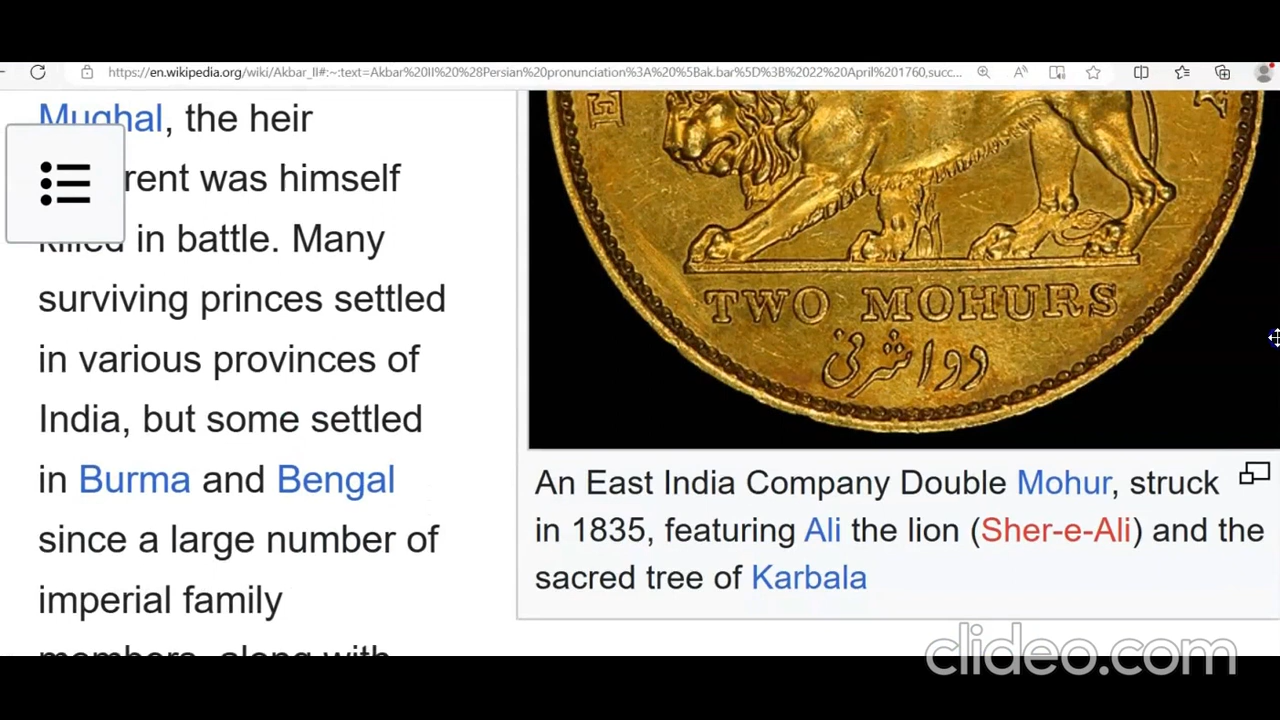 https://en.wikipedia.org/wiki/Akbar_II#:~:text=Akbar%20II%20%28Persian%20pronunciation%3A%20%5Bak.bar%5D%3B%2022%20April%201760,succ...
Mughal, the heir
rent was himself
killed in battle. Many
surviving princes settled
in various provinces of
India, but some settled
in Burma and Bengal
since a large number of
imperial family
members, along with
TWO MOHURS
دو اشرفی
An East India Company Double Mohur, struck
in 1835, featuring Ali the lion (Sher-e-Ali) and the
sacred tree of Karbala
clideo.com